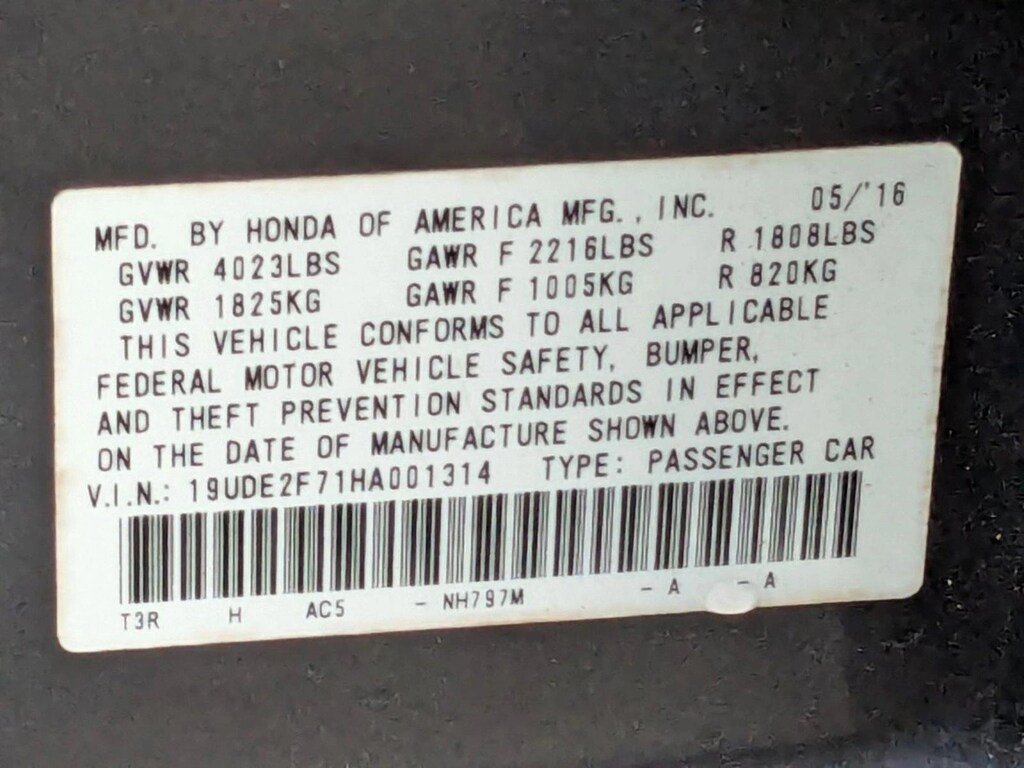 MFD. BY HONDA OF AMERICA MFG., INC. 05/'16
GVWR 4023LBS GAWR F 2216LBS R 1808LBS
GVWR 1825KG GAWR F 1005KG R 820KG
THIS VEHICLE CONFORMS TO ALL APPLICABLE
FEDERAL MOTOR VEHICLE SAFETY, BUMPER,
AND THEFT PREVENTION STANDARDS IN EFFECT
ON THE DATE OF MANUFACTURE SHOWN ABOVE.
V.I.N.: 19UDE2F71HA001314 TYPE: PASSENGER CAR
T3R H AC5 - NH797M - A - A